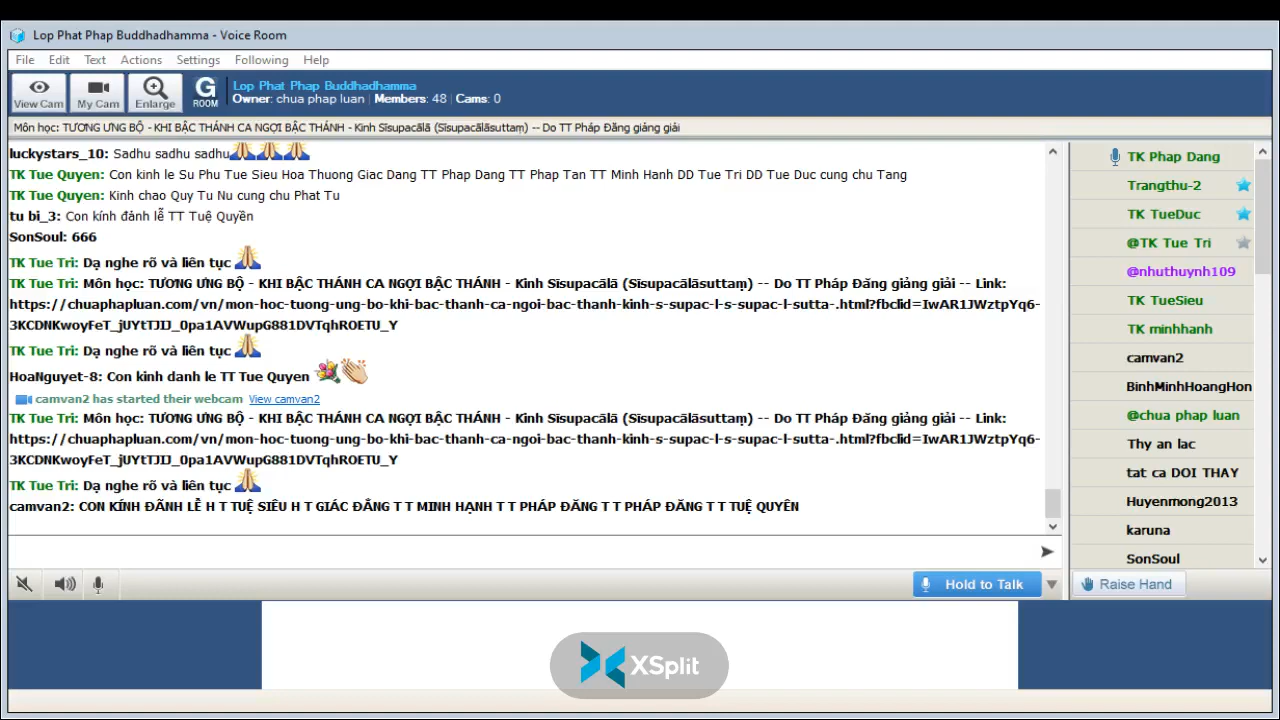 Lop Phat Phap Buddhadhamma - Voice Room
File Edit Text Actions Settings Following Help
View Cam My Cam Enlarge G ROOM
Lop Phat Phap Buddhadhamma
Owner: chua phap luan | Members: 48 | Cams: 0
Môn học: TƯƠNG ƯNG BỘ - KHI BẬC THÁNH CA NGỢI BẬC THÁNH - Kinh Sīsupacālā (Sīsupacālāsuttaṃ) -- Do TT Pháp Đăng giảng giải
luckystars_10: Sadhu sadhu sadhu
TK Tue Quyen: Con kinh le Su Phu Tue Sieu Hoa Thuong Giac Dang TT Phap Dang TT Phap Tan TT Minh Hanh DD Tue Tri DD Tue Duc cung chu Tang
TK Tue Quyen: Kinh chao Quy Tu Nu cung chu Phat Tu
tu bi_3: Con kính đảnh lễ TT Tuệ Quyền
SonSoul: 666
TK Tue Tri: Dạ nghe rõ và liên tục
TK Tue Tri: Môn học: TƯƠNG ƯNG BỘ - KHI BẬC THÁNH CA NGỢI BẬC THÁNH - Kinh Sīsupacālā (Sīsupacālāsuttaṃ) -- Do TT Pháp Đăng giảng giải -- Link:
https://chuaphapluan.com/vn/mon-hoc-tuong-ung-bo-khi-bac-thanh-ca-ngoi-bac-thanh-kinh-s-supac-l-s-supac-l-sutta-.html?fbclid=IwAR1JWztpYq6-
3KCDNKwoyFeT_jUYtTJIJ_0pa1AVWupG881DVTqhROETU_Y
TK Tue Tri: Dạ nghe rõ và liên tục
HoaNguyet-8: Con kinh danh le TT Tue Quyen
camvan2 has started their webcam View camvan2
TK Tue Tri: Môn học: TƯƠNG ƯNG BỘ - KHI BẬC THÁNH CA NGỢI BẬC THÁNH - Kinh Sīsupacālā (Sīsupacālāsuttaṃ) -- Do TT Pháp Đăng giảng giải -- Link:
https://chuaphapluan.com/vn/mon-hoc-tuong-ung-bo-khi-bac-thanh-ca-ngoi-bac-thanh-kinh-s-supac-l-s-supac-l-sutta-.html?fbclid=IwAR1JWztpYq6-
3KCDNKwoyFeT_jUYtTJIJ_0pa1AVWupG881DVTqhROETU_Y
TK Tue Tri: Dạ nghe rõ và liên tục
camvan2: CON KÍNH ĐÃNH LỄ H T TUỆ SIÊU H T GIÁC ĐẲNG T T MINH HẠNH T T PHÁP ĐĂNG T T PHÁP ĐĂNG T T TUỆ QUYỀN
Hold to Talk
TK Phap Dang
Trangthu-2
TK TueDuc
@TK Tue Tri
@nhuthuynh109
TK TueSieu
TK minhhanh
camvan2
BinhMinhHoangHon
@chua phap luan
Thy an lac
tat ca DOI THAY
Huyenmong2013
karuna
SonSoul
Raise Hand
XSplit